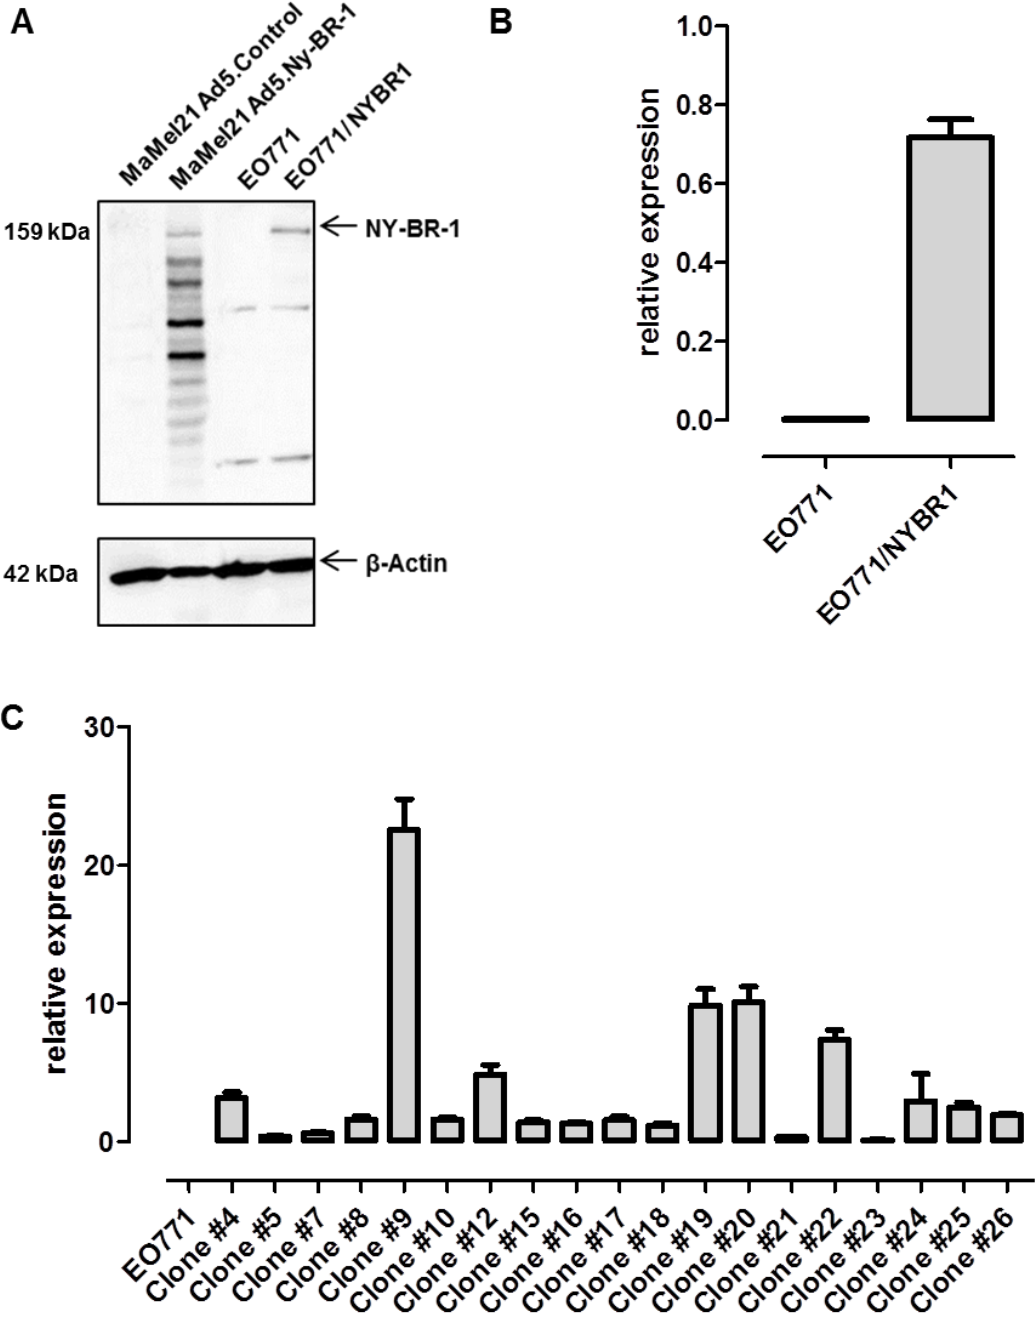 A
MaMel21 Ad5.Control
MaMel21 Ad5.Ny-BR-1
EO771
EO771/NYBR1
159 kDa
NY-BR-1
42 kDa
β-Actin
B
relative expression
1.0
0.8
0.6
0.4
0.2
0.0
EO771
EO771/NYBR1
C
relative expression
30
20
10
0
EO771
Clone #4
Clone #5
Clone #7
Clone #8
Clone #9
Clone #10
Clone #12
Clone #15
Clone #16
Clone #17
Clone #18
Clone #19
Clone #20
Clone #21
Clone #22
Clone #23
Clone #24
Clone #25
Clone #26